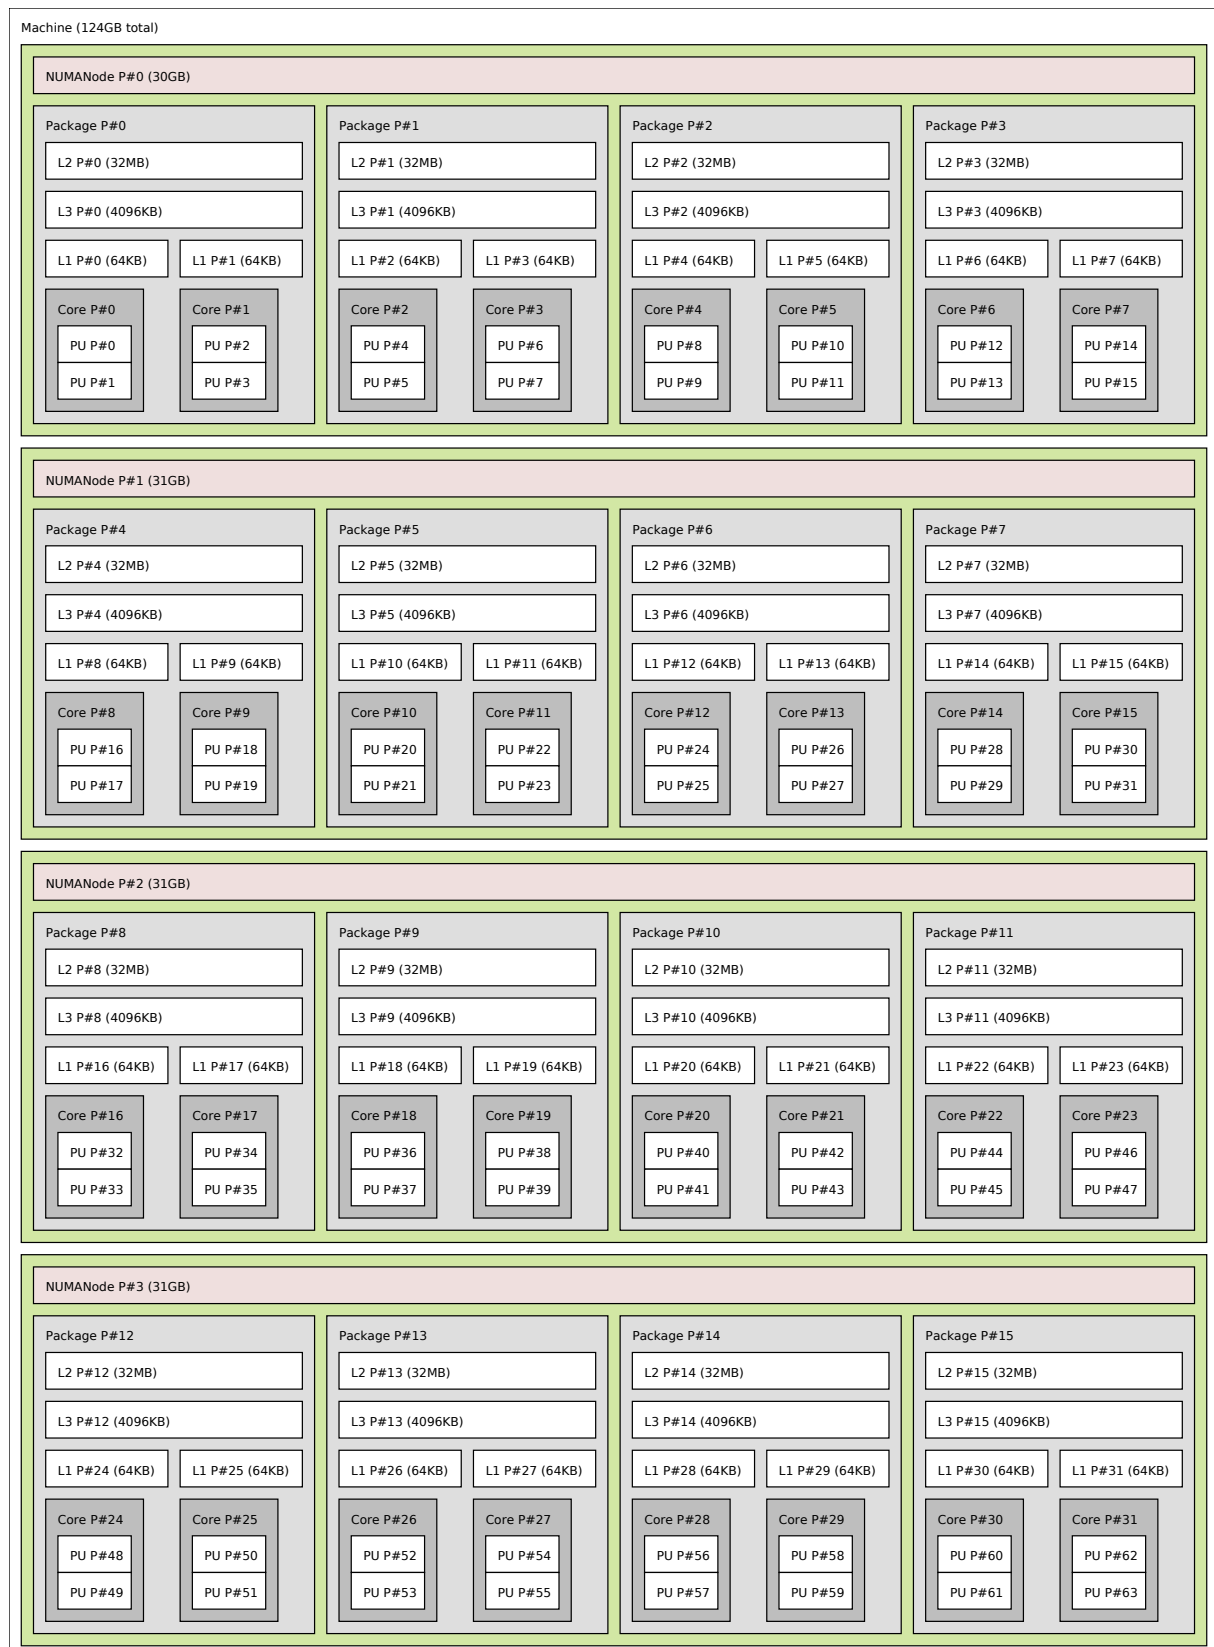 Machine (124GB total)
NUMANode P#0 (30GB)
Package P#0 Package P#1 Package P#2 Package P#3
L2 P#0 (32MB) L2 P#1 (32MB) L2 P#2 (32MB) L2 P#3 (32MB)
L3 P#0 (4096KB) L3 P#1 (4096KB) L3 P#2 (4096KB) L3 P#3 (4096KB)
L1 P#0 (64KB) L1 P#1 (64KB) L1 P#2 (64KB) L1 P#3 (64KB) L1 P#4 (64KB) L1 P#5 (64KB) L1 P#6 (64KB) L1 P#7 (64KB)
Core P#0 Core P#1 Core P#2 Core P#3 Core P#4 Core P#5 Core P#6 Core P#7
PU P#0 PU P#2 PU P#4 PU P#6 PU P#8 PU P#10 PU P#12 PU P#14
PU P#1 PU P#3 PU P#5 PU P#7 PU P#9 PU P#11 PU P#13 PU P#15
NUMANode P#1 (31GB)
Package P#4 Package P#5 Package P#6 Package P#7
L2 P#4 (32MB) L2 P#5 (32MB) L2 P#6 (32MB) L2 P#7 (32MB)
L3 P#4 (4096KB) L3 P#5 (4096KB) L3 P#6 (4096KB) L3 P#7 (4096KB)
L1 P#8 (64KB) L1 P#9 (64KB) L1 P#10 (64KB) L1 P#11 (64KB) L1 P#12 (64KB) L1 P#13 (64KB) L1 P#14 (64KB) L1 P#15 (64KB)
Core P#8 Core P#9 Core P#10 Core P#11 Core P#12 Core P#13 Core P#14 Core P#15
PU P#16 PU P#18 PU P#20 PU P#22 PU P#24 PU P#26 PU P#28 PU P#30
PU P#17 PU P#19 PU P#21 PU P#23 PU P#25 PU P#27 PU P#29 PU P#31
NUMANode P#2 (31GB)
Package P#8 Package P#9 Package P#10 Package P#11
L2 P#8 (32MB) L2 P#9 (32MB) L2 P#10 (32MB) L2 P#11 (32MB)
L3 P#8 (4096KB) L3 P#9 (4096KB) L3 P#10 (4096KB) L3 P#11 (4096KB)
L1 P#16 (64KB) L1 P#17 (64KB) L1 P#18 (64KB) L1 P#19 (64KB) L1 P#20 (64KB) L1 P#21 (64KB) L1 P#22 (64KB) L1 P#23 (64KB)
Core P#16 Core P#17 Core P#18 Core P#19 Core P#20 Core P#21 Core P#22 Core P#23
PU P#32 PU P#34 PU P#36 PU P#38 PU P#40 PU P#42 PU P#44 PU P#46
PU P#33 PU P#35 PU P#37 PU P#39 PU P#41 PU P#43 PU P#45 PU P#47
NUMANode P#3 (31GB)
Package P#12 Package P#13 Package P#14 Package P#15
L2 P#12 (32MB) L2 P#13 (32MB) L2 P#14 (32MB) L2 P#15 (32MB)
L3 P#12 (4096KB) L3 P#13 (4096KB) L3 P#14 (4096KB) L3 P#15 (4096KB)
L1 P#24 (64KB) L1 P#25 (64KB) L1 P#26 (64KB) L1 P#27 (64KB) L1 P#28 (64KB) L1 P#29 (64KB) L1 P#30 (64KB) L1 P#31 (64KB)
Core P#24 Core P#25 Core P#26 Core P#27 Core P#28 Core P#29 Core P#30 Core P#31
PU P#48 PU P#50 PU P#52 PU P#54 PU P#56 PU P#58 PU P#60 PU P#62
PU P#49 PU P#51 PU P#53 PU P#55 PU P#57 PU P#59 PU P#61 PU P#63